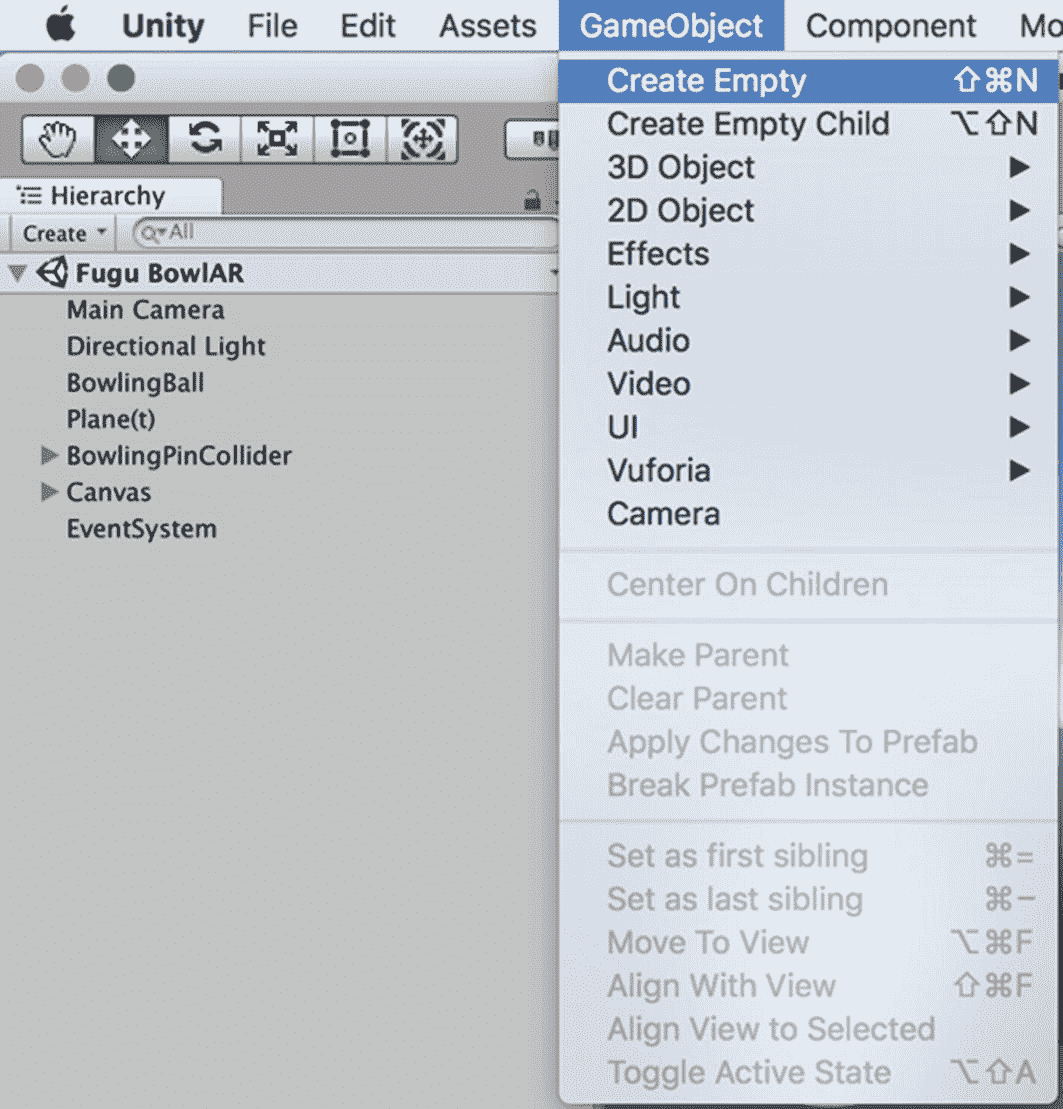 Unity File Edit Assets GameObject Component Mo
Hierarchy
Create All
Fugu BowlAR
Main Camera
Directional Light
BowlingBall
Plane(t)
BowlingPinCollider
Canvas
EventSystem
Create Empty ⇧⌘N
Create Empty Child ⌥⇧N
3D Object
2D Object
Effects
Light
Audio
Video
UI
Vuforia
Camera
Center On Children
Make Parent
Clear Parent
Apply Changes To Prefab
Break Prefab Instance
Set as first sibling ⌘=
Set as last sibling ⌘−
Move To View ⌥⌘F
Align With View ⇧⌘F
Align View to Selected
Toggle Active State ⌥⇧A